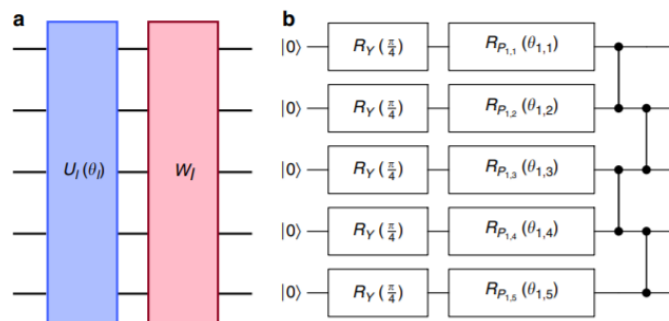 a
U_l(θ_l)
W_l
b
|0⟩ R_Y(π/4) R_{P_{1,1}}(θ_{1,1})
|0⟩ R_Y(π/4) R_{P_{1,2}}(θ_{1,2})
|0⟩ R_Y(π/4) R_{P_{1,3}}(θ_{1,3})
|0⟩ R_Y(π/4) R_{P_{1,4}}(θ_{1,4})
|0⟩ R_Y(π/4) R_{P_{1,5}}(θ_{1,5})